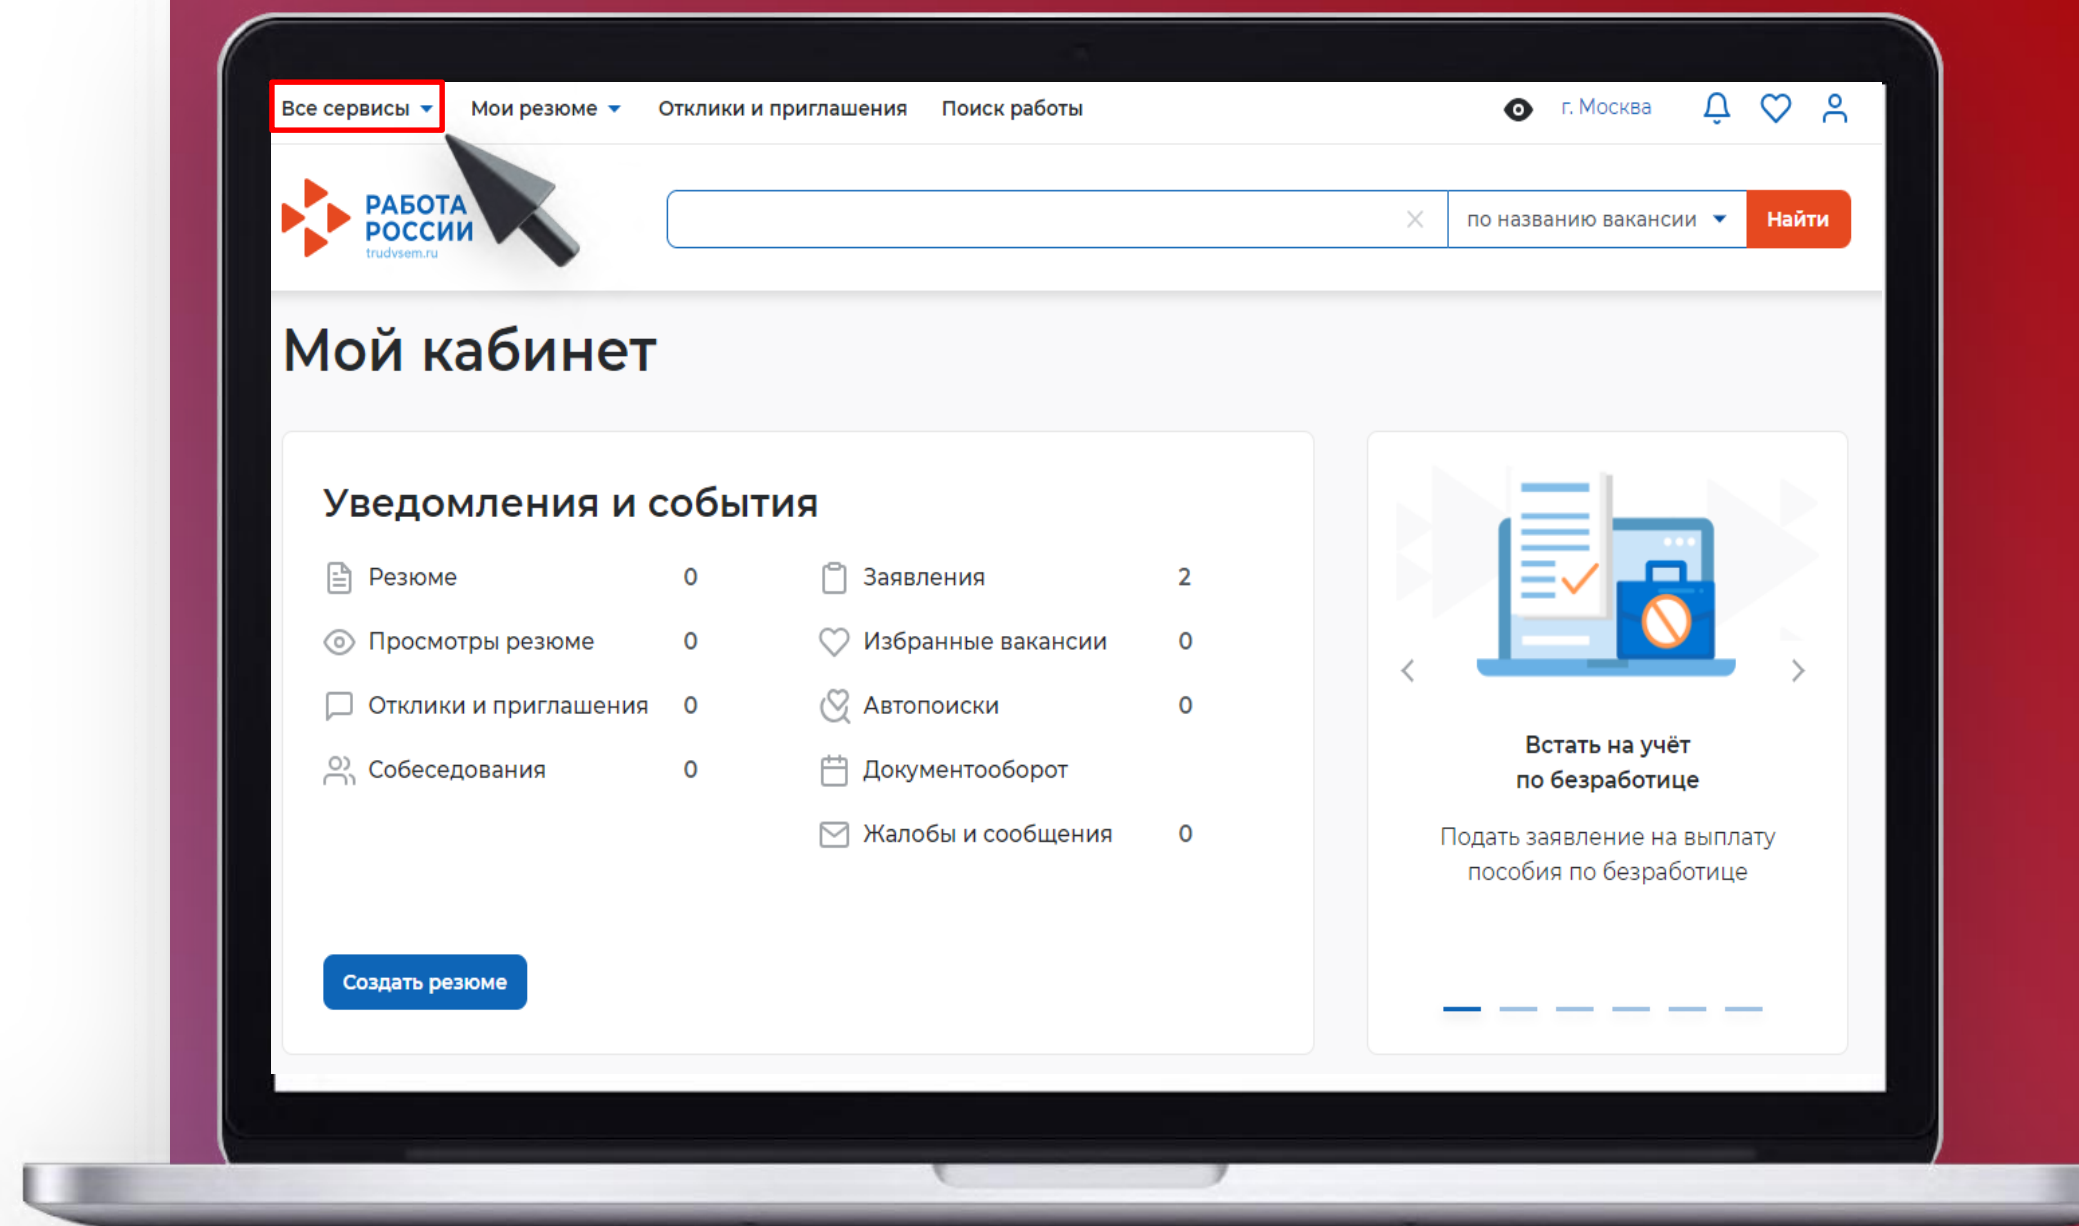 Все сервисы Мои резюме Отклики и приглашения Поиск работы г. Москва
РАБОТА
РОССИИ
trudvsem.ru
по названию вакансии Найти
Мой кабинет
Уведомления и события
Резюме 0 Заявления 2
Просмотры резюме 0 Избранные вакансии 0
Отклики и приглашения 0 Автопоиски 0
Собеседования 0 Документооборот
Жалобы и сообщения 0
Создать резюме
Встать на учёт
по безработице
Подать заявление на выплату
пособия по безработице